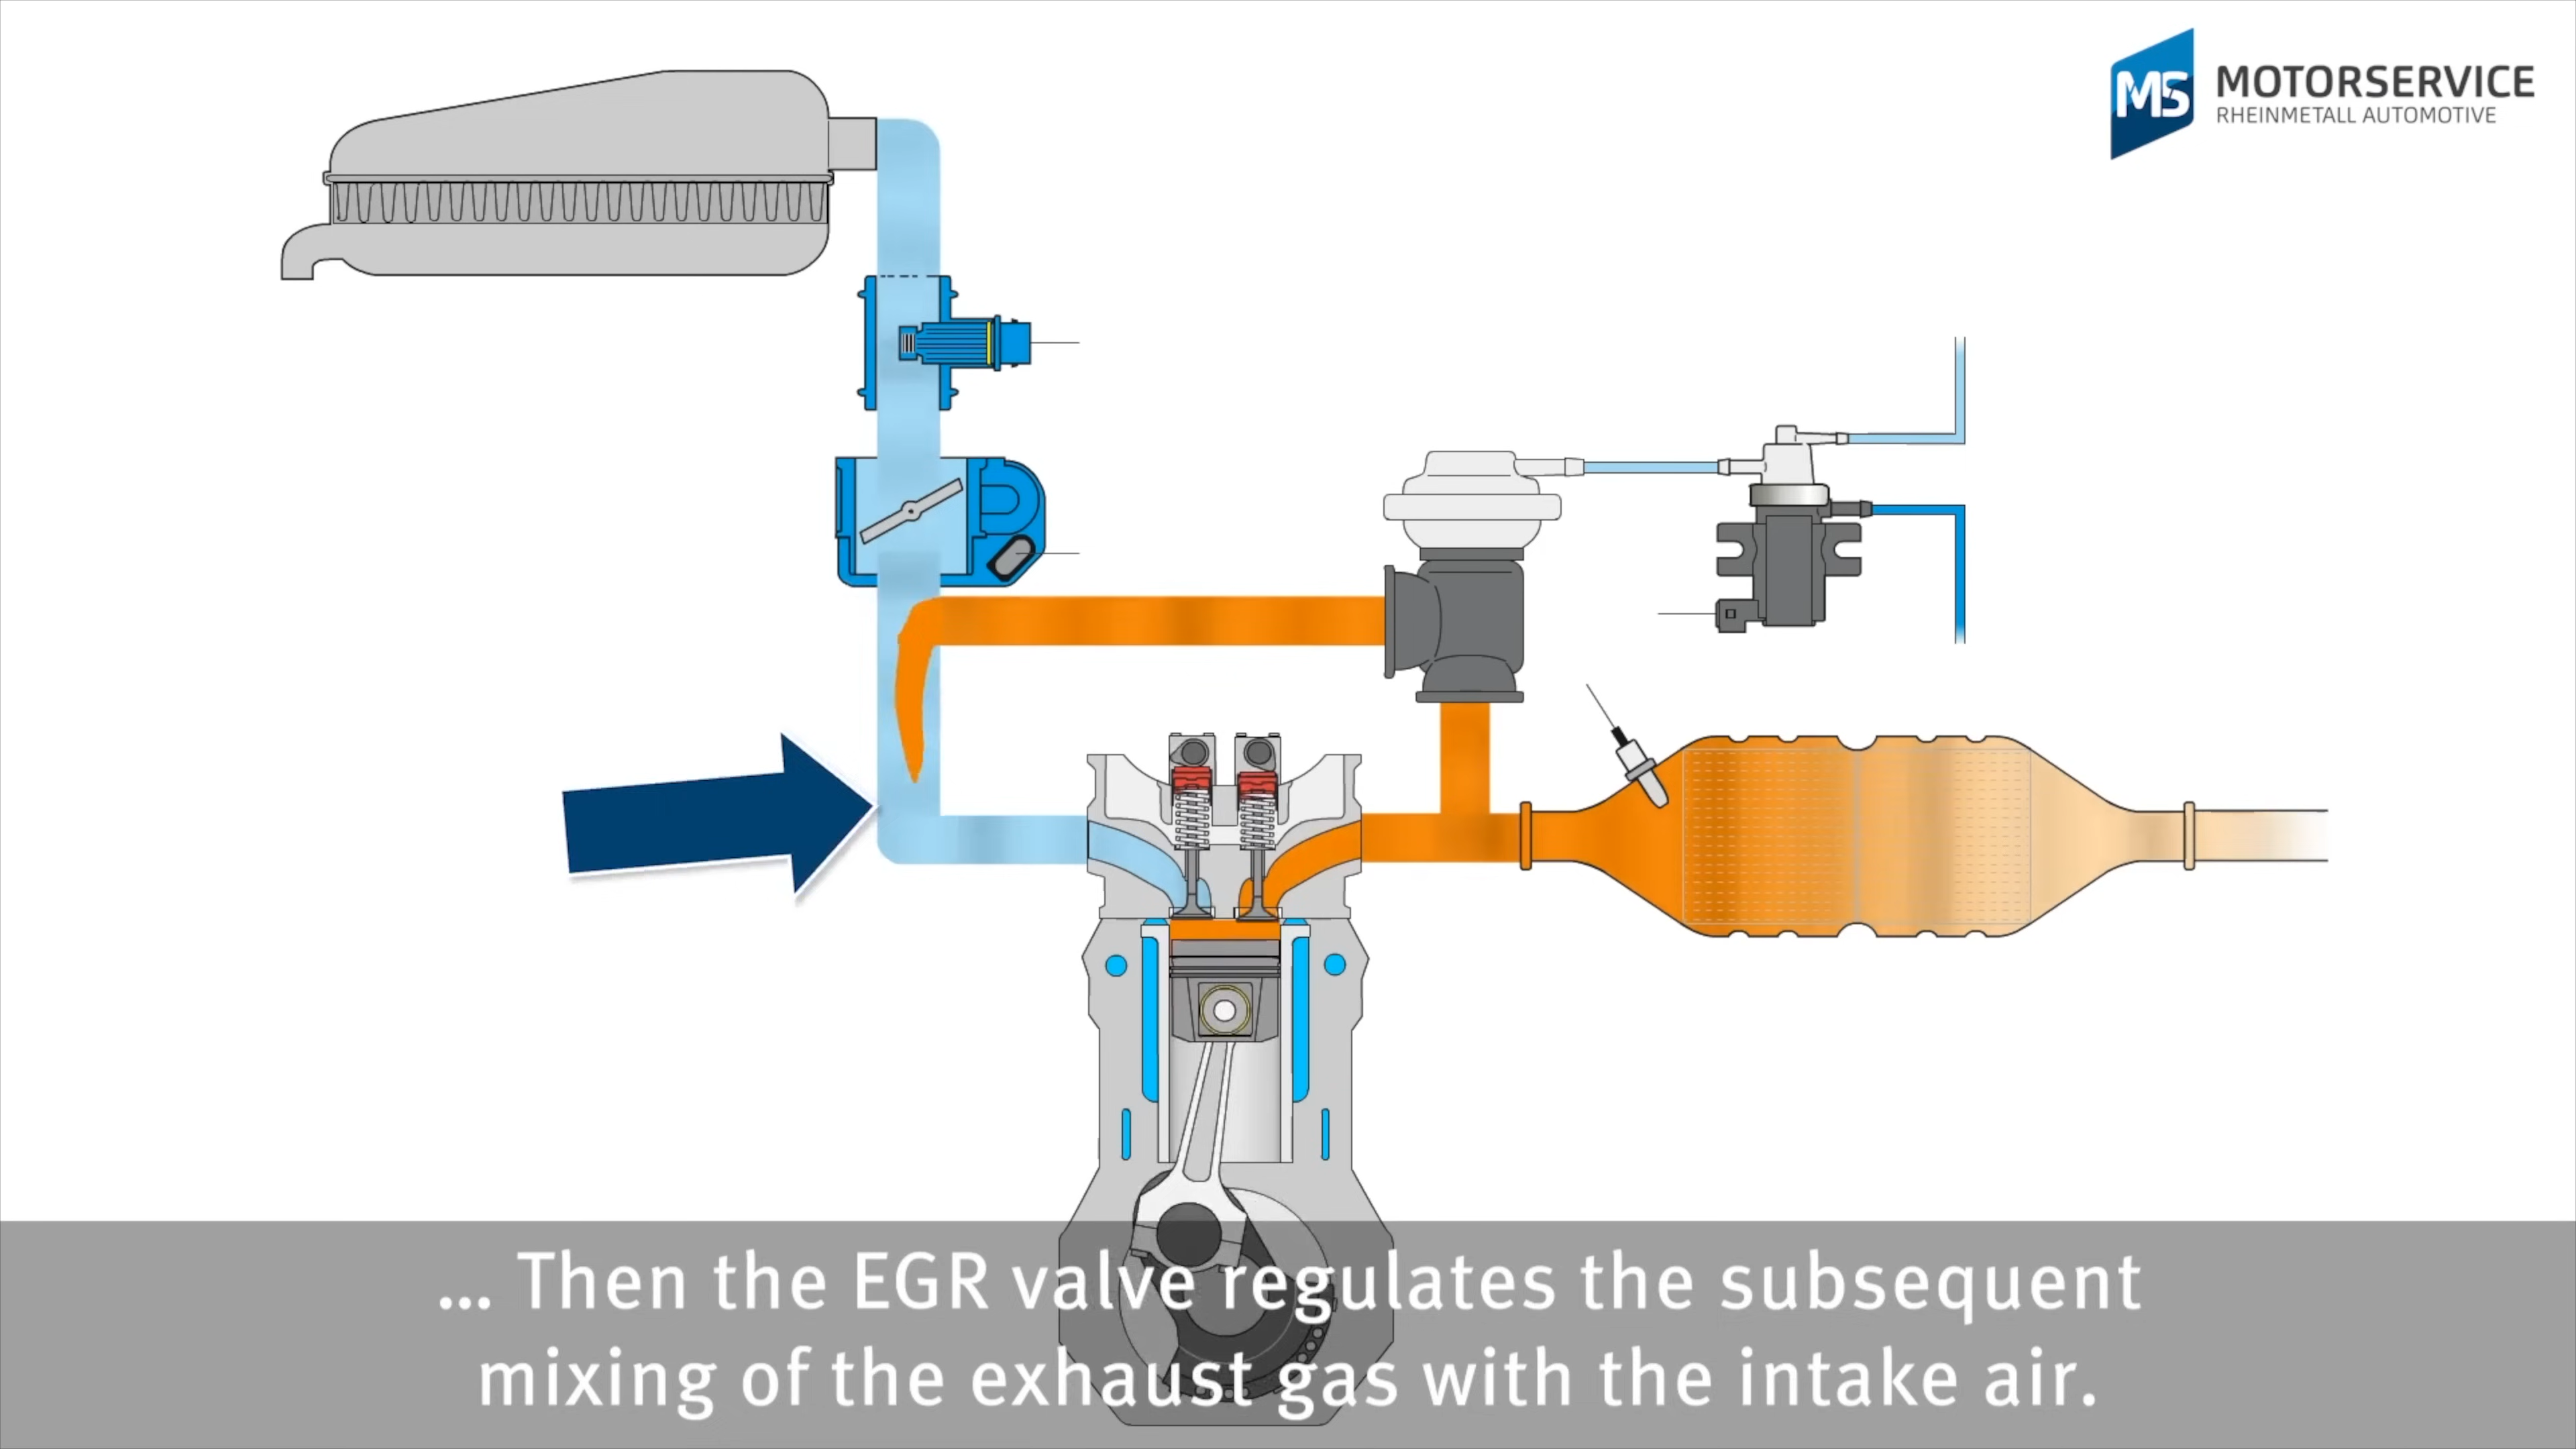 MS MOTORSERVICE
RHEINMETALL AUTOMOTIVE
... Then the EGR valve regulates the subsequent
mixing of the exhaust gas with the intake air.